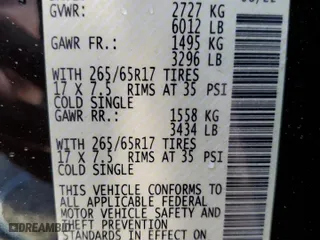 GVWR: 2727 KG
6012 LB
GAWR FR.: 1495 KG
3296 LB
WITH 265/65R17 TIRES
17 X 7.5 RIMS AT 35 PSI
COLD SINGLE
GAWR RR.: 1558 KG
3434 LB
WITH 265/65R17 TIRES
17 X 7.5 RIMS AT 35 PSI
COLD SINGLE
THIS VEHICLE CONFORMS TO
ALL APPLICABLE FEDERAL
MOTOR VEHICLE SAFETY AND
THEFT PREVENTION
STANDARDS IN EFFECT ON
DREAMBID